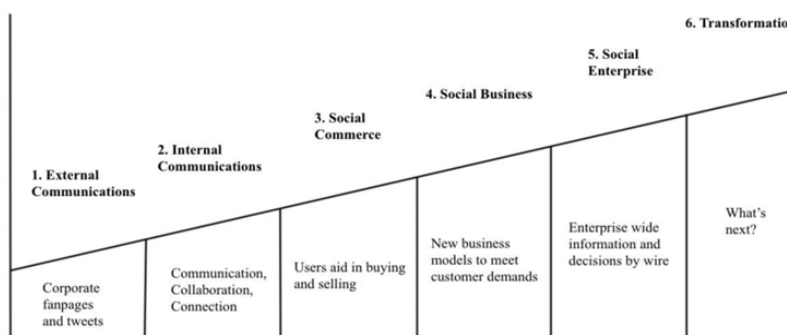 1. External
Communications
Corporate
fanpages
and tweets
2. Internal
Communications
Communication,
Collaboration,
Connection
3. Social
Commerce
Users aid in buying
and selling
4. Social Business
New business
models to meet
customer demands
5. Social
Enterprise
Enterprise wide
information and
decisions by wire
6. Transformatio
What's
next?